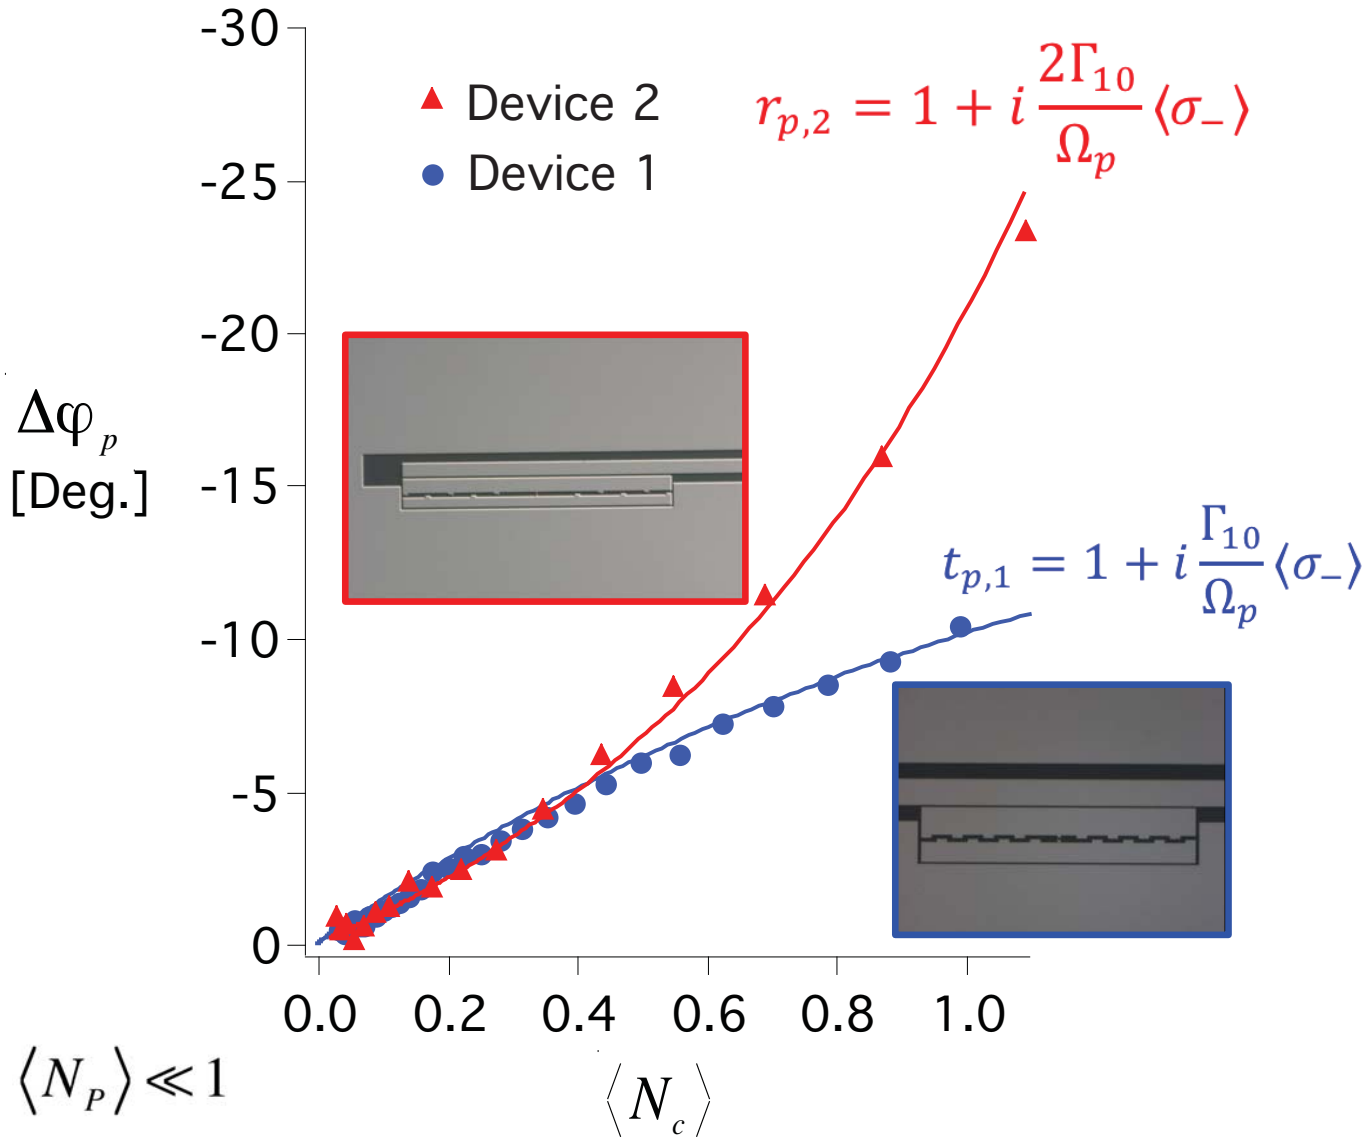 -30
-25
-20
-15
-10
-5
0
Device 2
Device 1
r_{p,2} = 1 + i \frac{2Γ_{10}}{Ω_p} ⟨σ_−⟩
Δφ_p
[Deg.]
t_{p,1} = 1 + i \frac{Γ_{10}}{Ω_p} ⟨σ_−⟩
0.0 0.2 0.4 0.6 0.8 1.0
⟨N_P⟩ ≪ 1
⟨N_c⟩